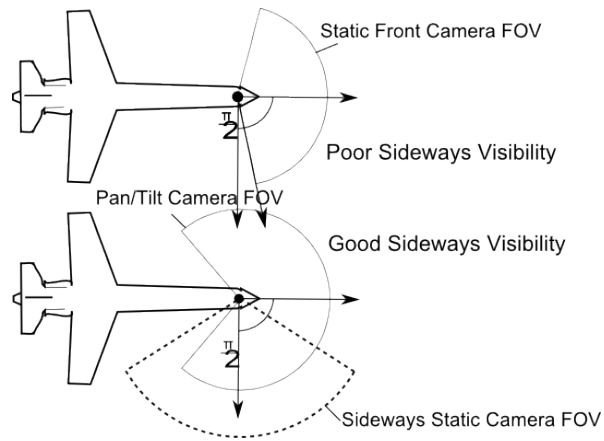 Static Front Camera FOV
π
2
Poor Sideways Visibility
Pan/Tilt Camera FOV
Good Sideways Visibility
π
2
Sideways Static Camera FOV